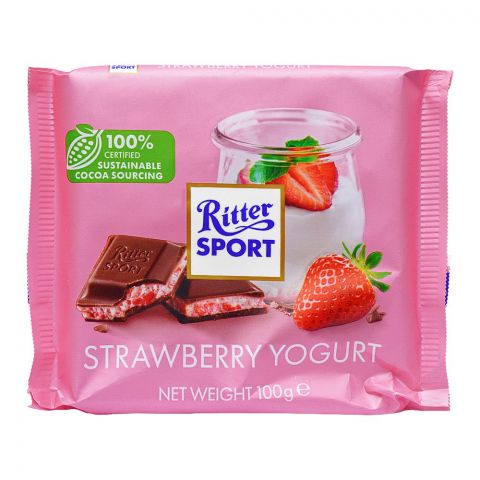 SPORT
STRAWBERRY YOGURT
100%
CERTIFIED
SUSTAINABLE
COCOA SOURCING
Ritter
SPORT
Ritter
SPORT
STRAWBERRY YOGURT
NET WEIGHT 100g e